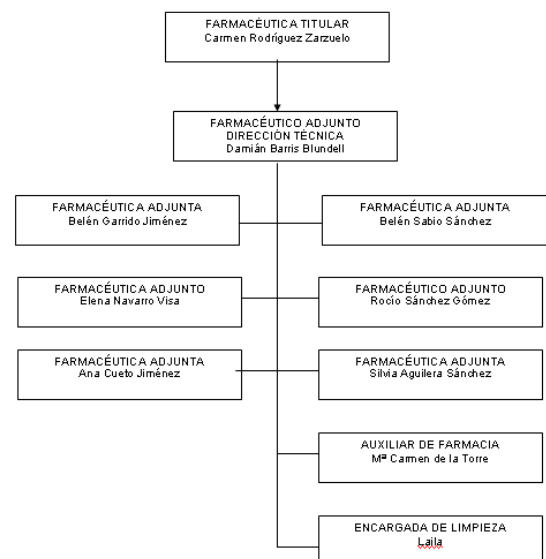 FARMACÉUTICA TITULAR
Carmen Rodríguez Zarzuelo
FARMACÉUTICO ADJUNTO
DIRECCIÓN TÉCNICA
Damián Barris Blundell
FARMACÉUTICA ADJUNTA
Belén Garrido Jiménez
FARMACÉUTICA ADJUNTA
Belén Sabio Sánchez
FARMACÉUTICA ADJUNTO
Elena Navarro Visa
FARMACÉUTICO ADJUNTO
Rocío Sánchez Gómez
FARMACÉUTICA ADJUNTA
Ana Cueto Jiménez
FARMACÉUTICA ADJUNTA
Silvia Aguilera Sánchez
AUXILIAR DE FARMACIA
Mª Carmen de la Torre
ENCARGADA DE LIMPIEZA
Laila